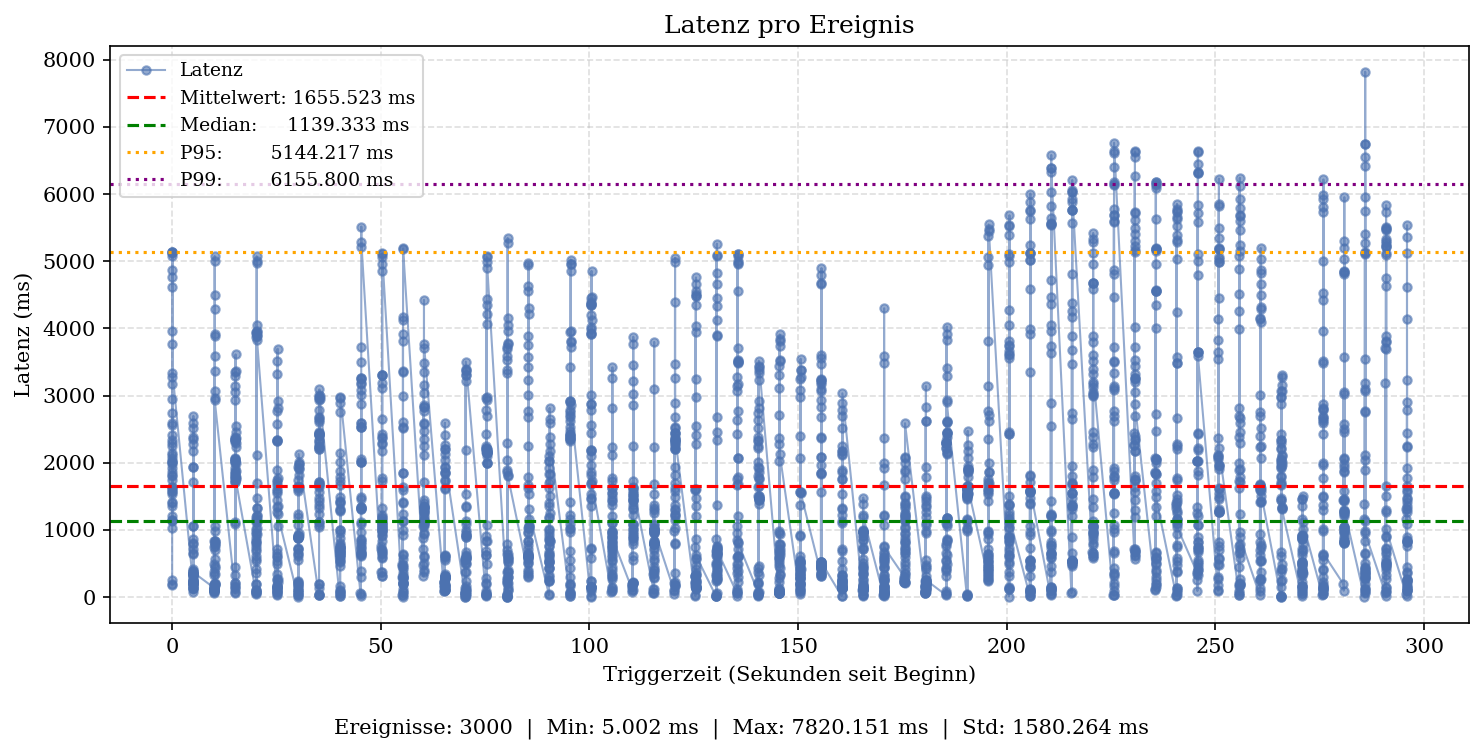 Latenz pro Ereignis
Latenz (ms)
8000
7000
6000
5000
4000
3000
2000
1000
0
Latenz
Mittelwert: 1655.523 ms
Median: 1139.333 ms
P95: 5144.217 ms
P99: 6155.800 ms
0 50 100 150 200 250 300
Triggerzeit (Sekunden seit Beginn)
Ereignisse: 3000 | Min: 5.002 ms | Max: 7820.151 ms | Std: 1580.264 ms